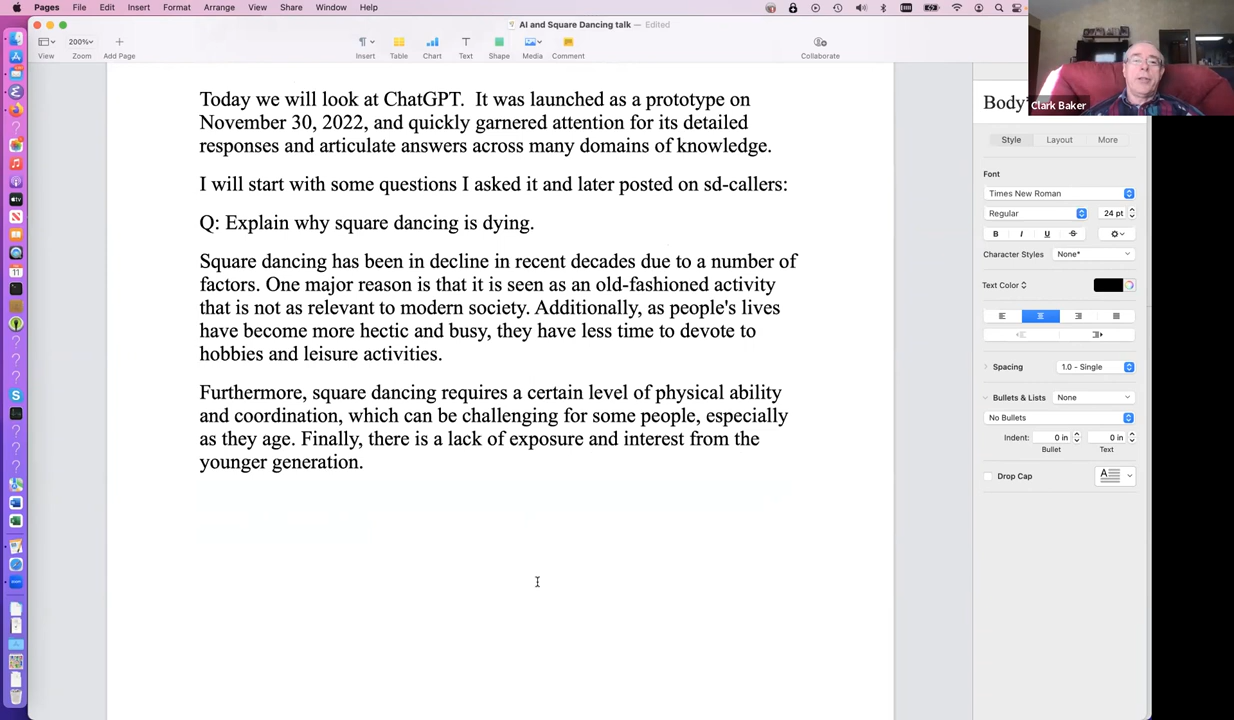 Pages File Edit Insert Format Arrange View Share Window Help
AI and Square Dancing talk — Edited
200%
View Zoom Add Page Insert Table Chart Text Shape Media Comment Collaborate
Today we will look at ChatGPT.  It was launched as a prototype on
November 30, 2022, and quickly garnered attention for its detailed
responses and articulate answers across many domains of knowledge.
I will start with some questions I asked it and later posted on sd-callers:
Q: Explain why square dancing is dying.
Square dancing has been in decline in recent decades due to a number of
factors. One major reason is that it is seen as an old-fashioned activity
that is not as relevant to modern society. Additionally, as people's lives
have become more hectic and busy, they have less time to devote to
hobbies and leisure activities.
Furthermore, square dancing requires a certain level of physical ability
and coordination, which can be challenging for some people, especially
as they age. Finally, there is a lack of exposure and interest from the
younger generation.
Clark Baker
Body
Style Layout More
Font
Times New Roman
Regular 24 pt
B I U S
Character Styles None*
Text Color
Spacing 1.0 - Single
Bullets & Lists None
No Bullets
Indent: 0 in 0 in
Bullet Text
Drop Cap